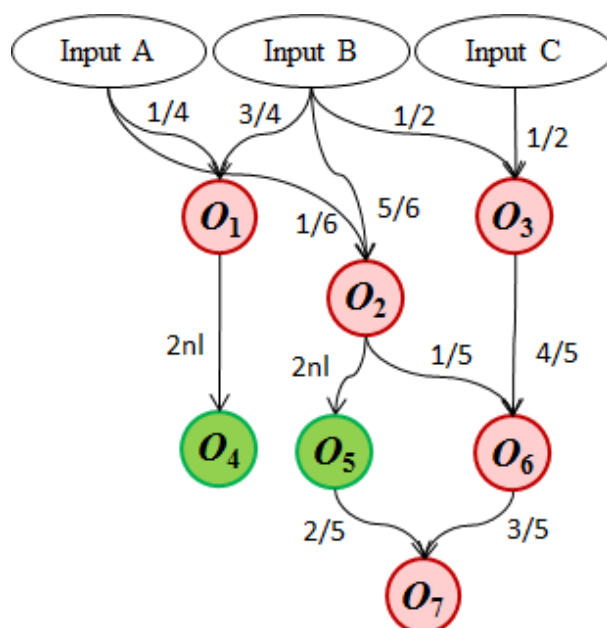 Input A Input B Input C
1/4 3/4 1/2 1/2
O1 1/6 5/6 O3
O2
2nl 2nl 1/5 4/5
O4 O5 O6
2/5 3/5
O7